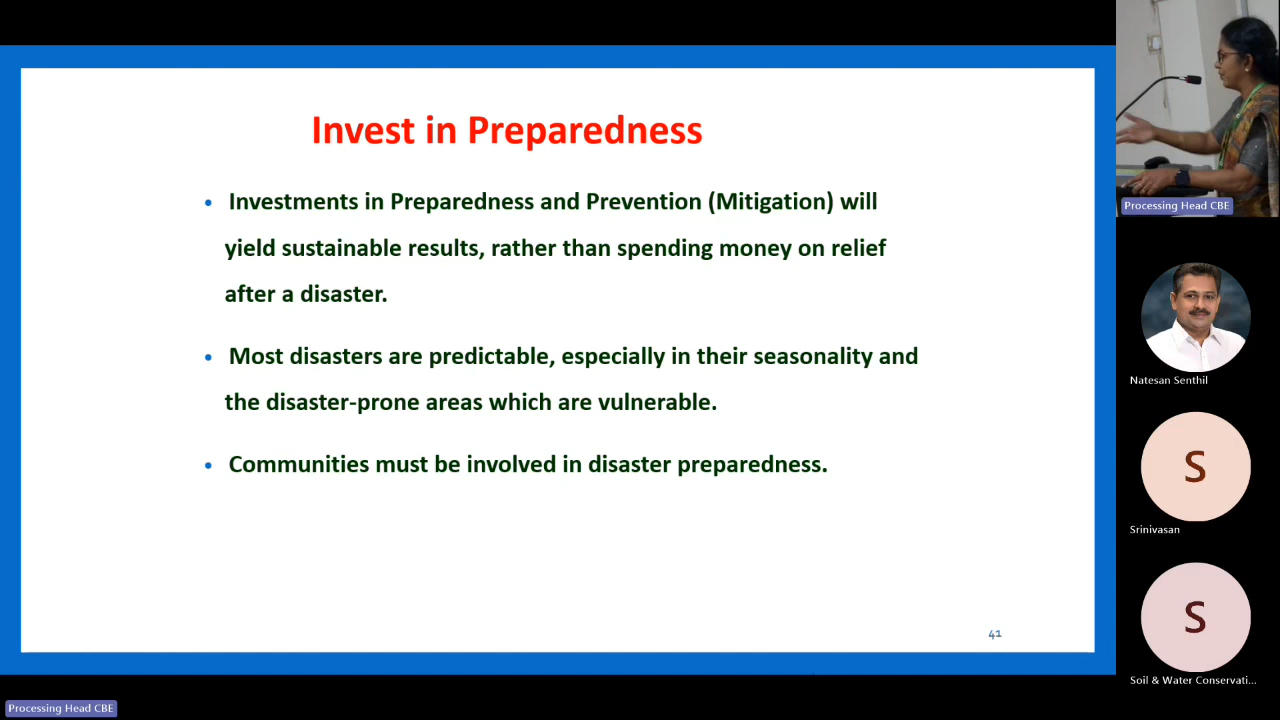 Invest in Preparedness
• Investments in Preparedness and Prevention (Mitigation) will
yield sustainable results, rather than spending money on relief
after a disaster.
• Most disasters are predictable, especially in their seasonality and
the disaster-prone areas which are vulnerable.
• Communities must be involved in disaster preparedness.
41
Processing Head CBE
Natesan Senthil
S
Srinivasan
S
Soil & Water Conservati...
Processing Head CBE